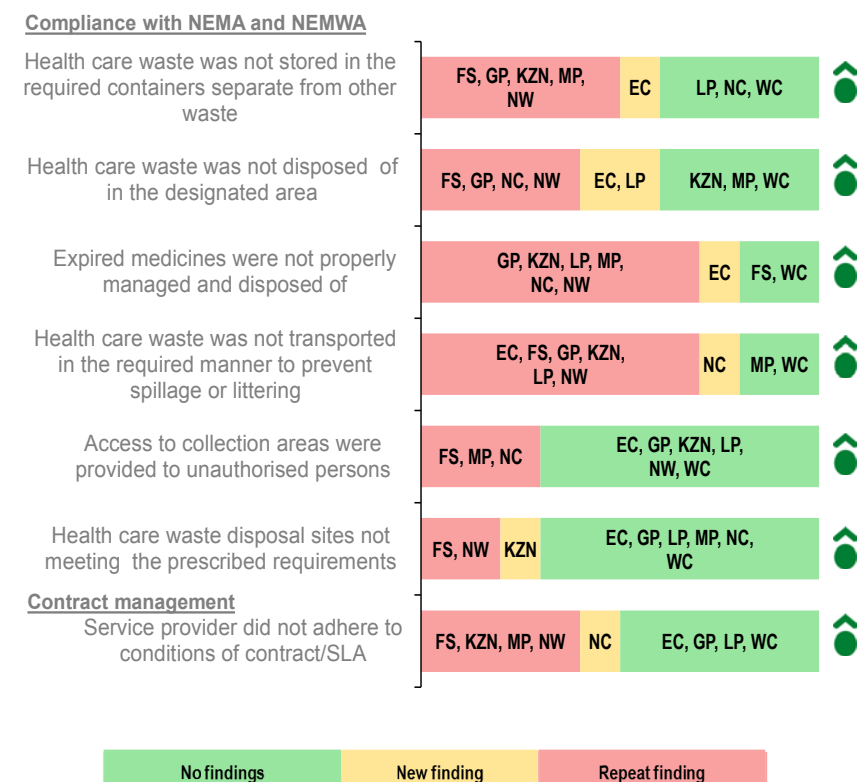 Compliance with NEMA and NEMWA
Health care waste was not stored in the
required containers separate from other
waste
FS, GP, KZN, MP,
NW
EC
LP, NC, WC
Health care waste was not disposed of
in the designated area
FS, GP, NC, NW
EC, LP
KZN, MP, WC
Expired medicines were not properly
managed and disposed of
GP, KZN, LP, MP,
NC, NW
EC
FS, WC
Health care waste was not transported
in the required manner to prevent
spillage or littering
EC, FS, GP, KZN,
LP, NW
NC
MP, WC
Access to collection areas were
provided to unauthorised persons
FS, MP, NC
EC, GP, KZN, LP,
NW, WC
Health care waste disposal sites not
meeting the prescribed requirements
FS, NW
KZN
EC, GP, LP, MP, NC,
WC
Contract management
Service provider did not adhere to
conditions of contract/SLA
FS, KZN, MP, NW
NC
EC, GP, LP, WC
No findings
New finding
Repeat finding